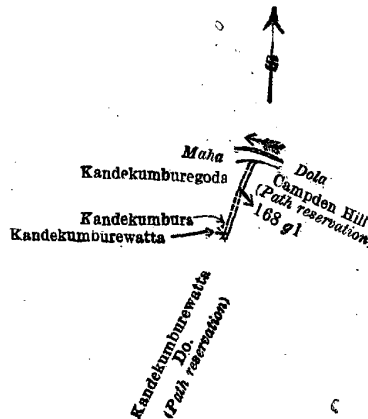 Maha
Dola
Kandekumburegoda
Campden Hill
(Path reservation)
168 gl
Kandekumbura
Kandekumburewatta
Kandekumburewatta
Do.
(Path reservation)